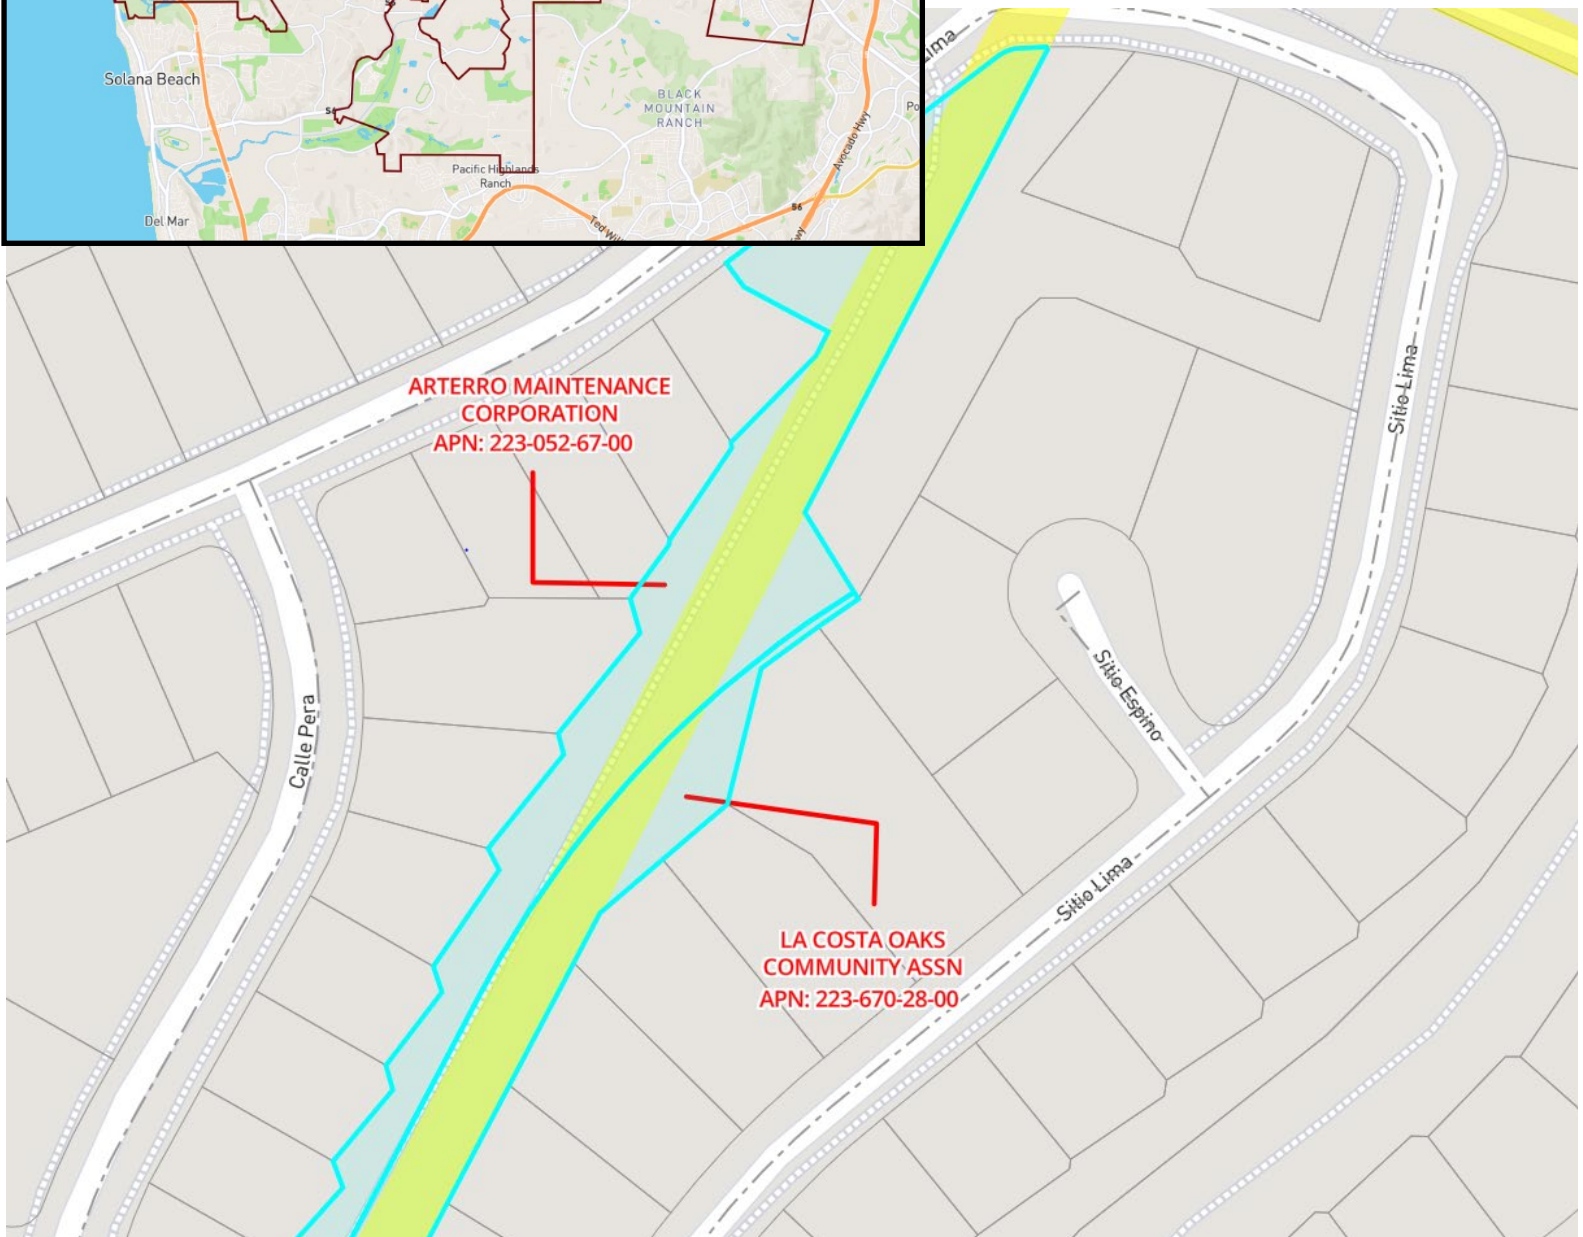 Solana Beach
Del Mar
56
BLACK
MOUNTAIN
RANCH
Pacific Highlands
Ranch
Avocado Hwy
56
ARTERRO MAINTENANCE
CORPORATION
APN: 223-052-67-00
Sitio Lima
Sitio Espino
Calle Pera
Sitio Lima
LA COSTA OAKS
COMMUNITY ASSN
APN: 223-670-28-00